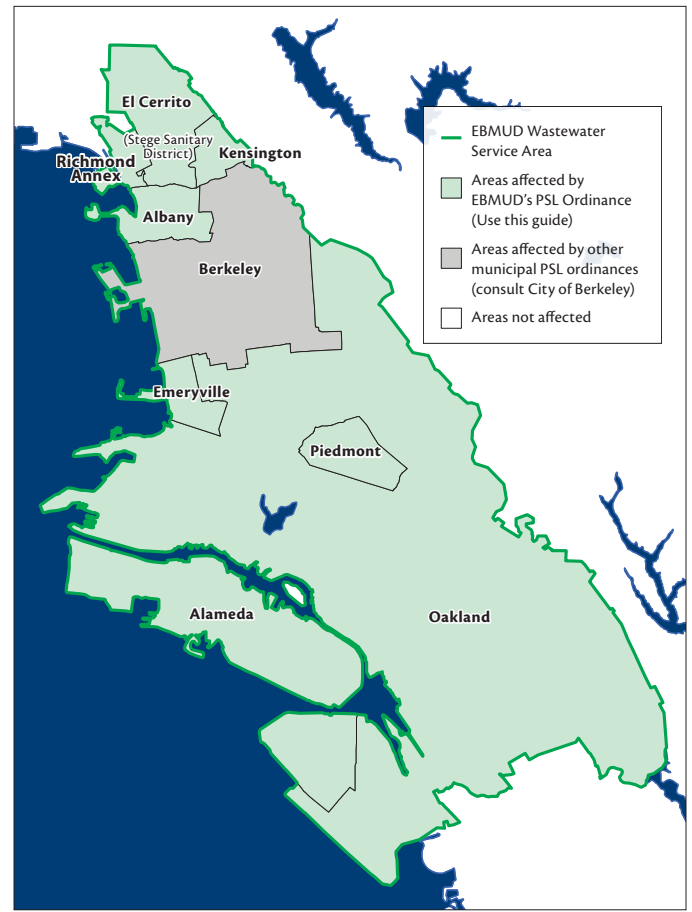 El Cerrito
(Stege Sanitary
District)
Kensington
Richmond
Annex
Albany
Berkeley
Emeryville
Piedmont
Alameda
Oakland
EBMUD Wastewater
Service Area
Areas affected by
EBMUD's PSL Ordinance
(Use this guide)
Areas affected by other
municipal PSL ordinances
(consult City of Berkeley)
Areas not affected